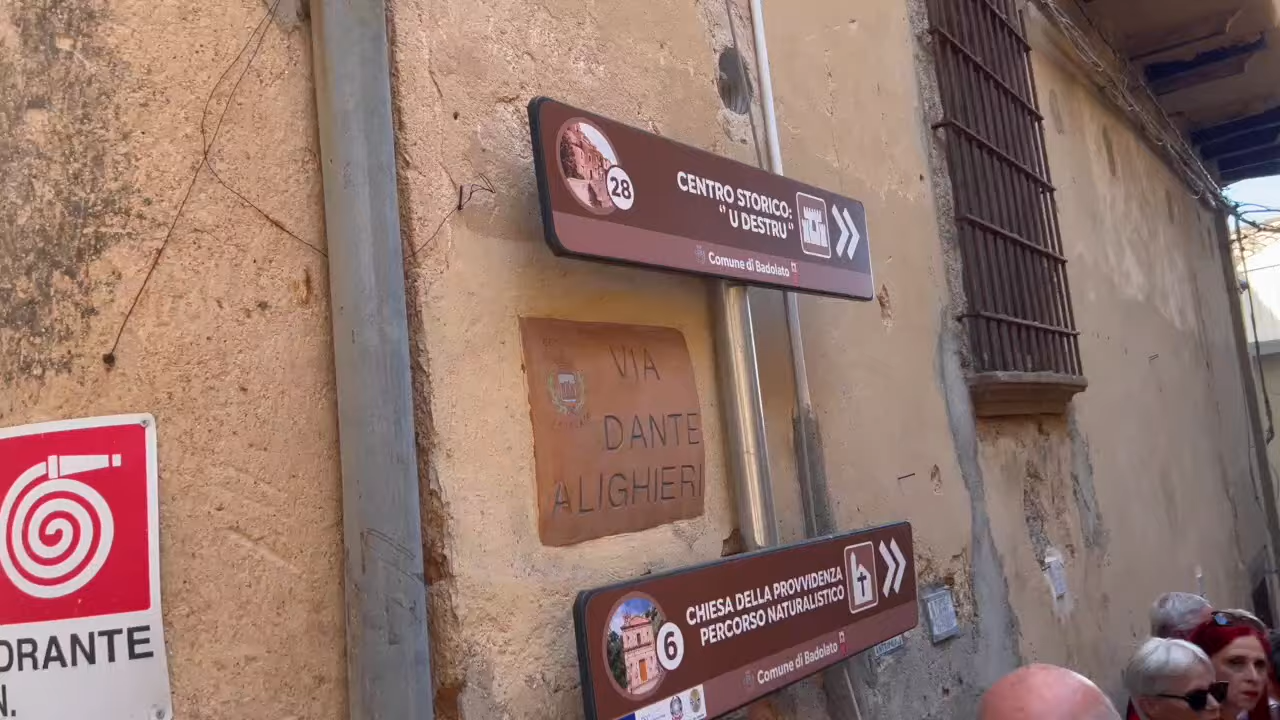 28
CENTRO STORICO:
" U DESTRU "
Comune di Badolato
VIA
DANTE
ALIGHIERI
DRANTE
N.
6
CHIESA DELLA PROVVIDENZA
PERCORSO NATURALISTICO
Comune di Badolato